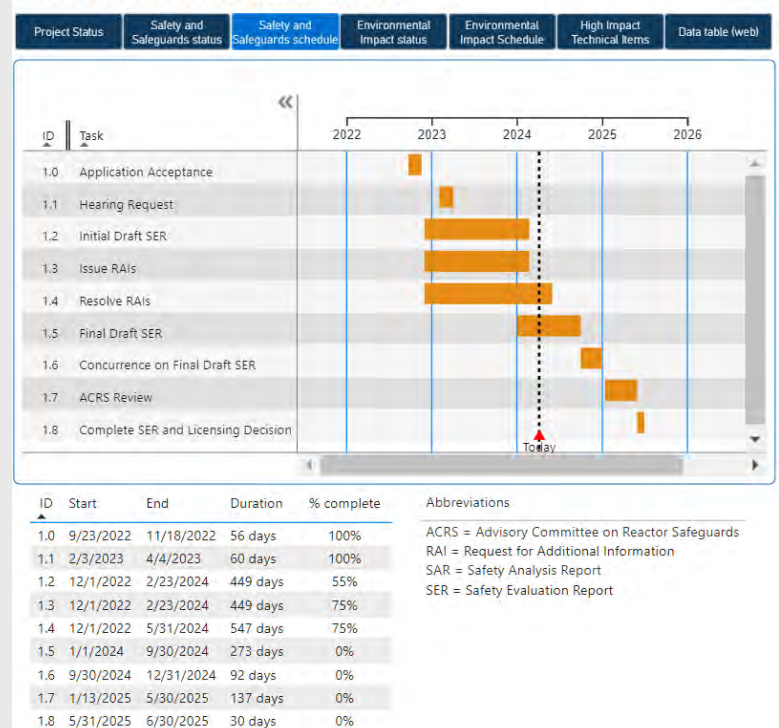 Project Status
Safety and
Safeguards status
Safety and
Safeguards schedule
Environmental
Impact status
Environmental
Impact Schedule
High Impact
Technical Items
Data table (web)
ID Task
2022 2023 2024 2025 2026
1.0 Application Acceptance
1.1 Hearing Request
1.2 Initial Draft SER
1.3 Issue RAIs
1.4 Resolve RAIs
1.5 Final Draft SER
1.6 Concurrence on Final Draft SER
1.7 ACRS Review
1.8 Complete SER and Licensing Decision
Today
ID Start End Duration % complete
1.0 9/23/2022 11/18/2022 56 days 100%
1.1 2/3/2023 4/4/2023 60 days 100%
1.2 12/1/2022 2/23/2024 449 days 55%
1.3 12/1/2022 2/23/2024 449 days 75%
1.4 12/1/2022 5/31/2024 547 days 75%
1.5 1/1/2024 9/30/2024 273 days 0%
1.6 9/30/2024 12/31/2024 92 days 0%
1.7 1/13/2025 5/30/2025 137 days 0%
1.8 5/31/2025 6/30/2025 30 days 0%
Abbreviations
ACRS = Advisory Committee on Reactor Safeguards
RAI = Request for Additional Information
SAR = Safety Analysis Report
SER = Safety Evaluation Report